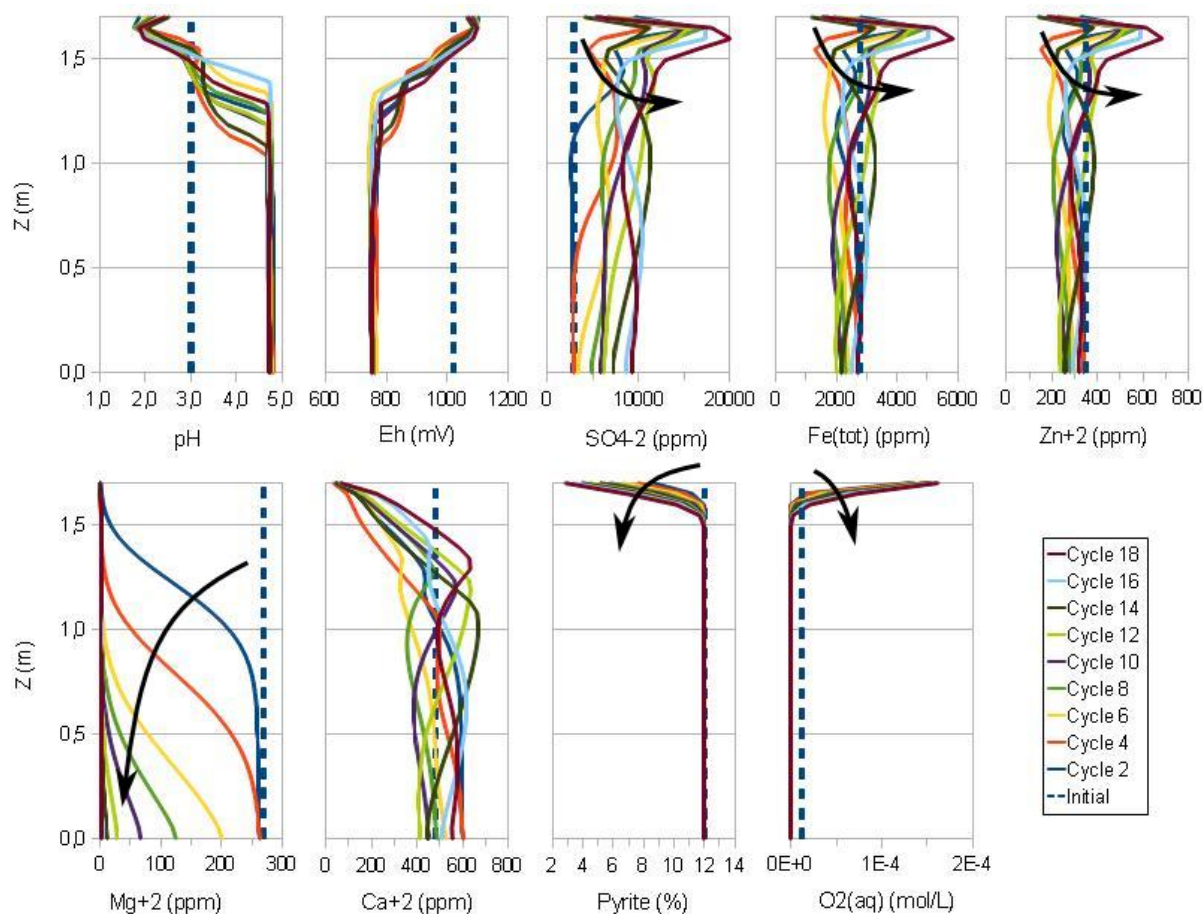 Z (m)
1,5
1,0
0,5
0,0
1,0 2,0 3,0 4,0 5,0
600 800 1000 1200
0 10000 20000
0 2000 4000 6000
0 200 400 600 800
pH
Eh (mV)
SO4-2 (ppm)
Fe(tot) (ppm)
Zn+2 (ppm)
Z (m)
1,5
1,0
0,5
0,0
0 100 200 300
0 200 400 600 800
2 4 6 8 10 12 14
0E+0 1E-4 2E-4
Mg+2 (ppm)
Ca+2 (ppm)
Pyrite (%)
O2(aq) (mol/L)
Cycle 18
Cycle 16
Cycle 14
Cycle 12
Cycle 10
Cycle 8
Cycle 6
Cycle 4
Cycle 2
Initial